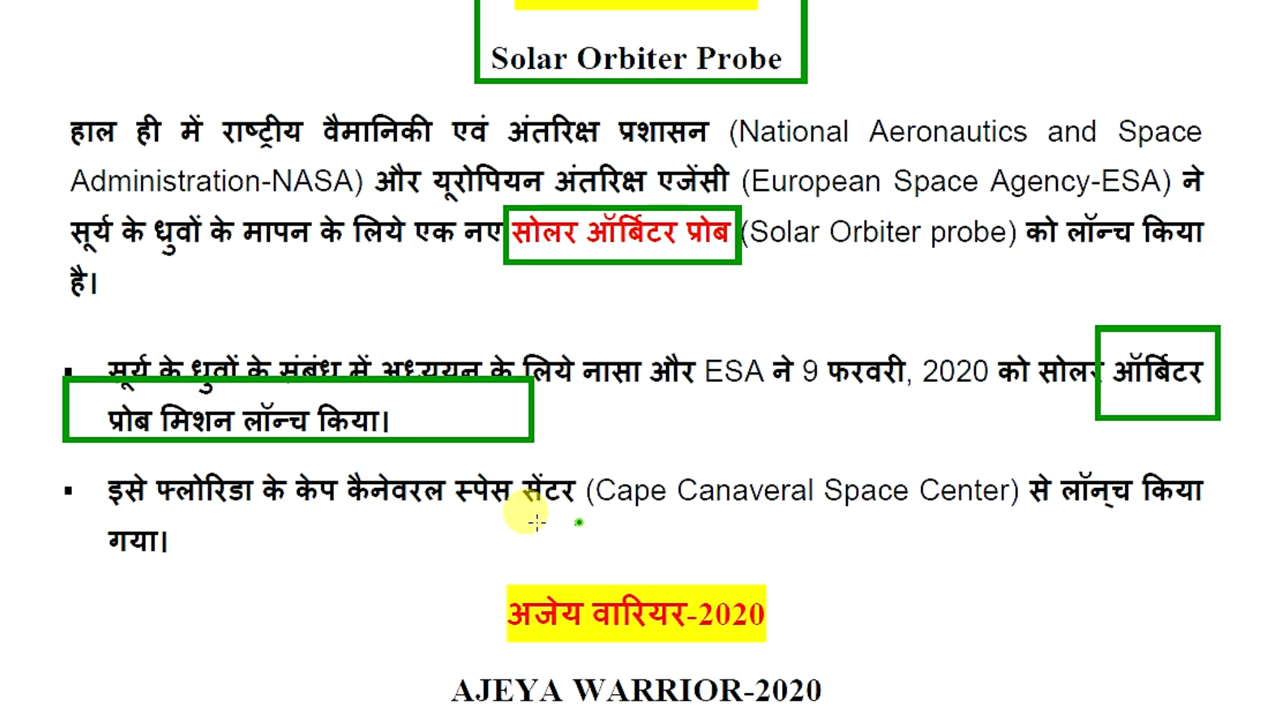 Solar Orbiter Probe
हाल ही में राष्ट्रीय वैमानिकी एवं अंतरिक्ष प्रशासन (National Aeronautics and Space
Administration-NASA) और यूरोपियन अंतरिक्ष एजेंसी (European Space Agency-ESA) ने
सूर्य के ध्रुवों के मापन के लिये एक नए सोलर ऑर्बिटर प्रोब (Solar Orbiter probe) को लॉन्च किया
है।
▪ सूर्य के ध्रुवों के संबंध में अध्ययन के लिये नासा और ESA ने 9 फरवरी, 2020 को सोलर ऑर्बिटर
प्रोब मिशन लॉन्च किया।
▪ इसे फ्लोरिडा के केप कैनेवरल स्पेस सेंटर (Cape Canaveral Space Center) से लॉन्च किया
गया।
अजेय वारियर-2020
AJEYA WARRIOR-2020